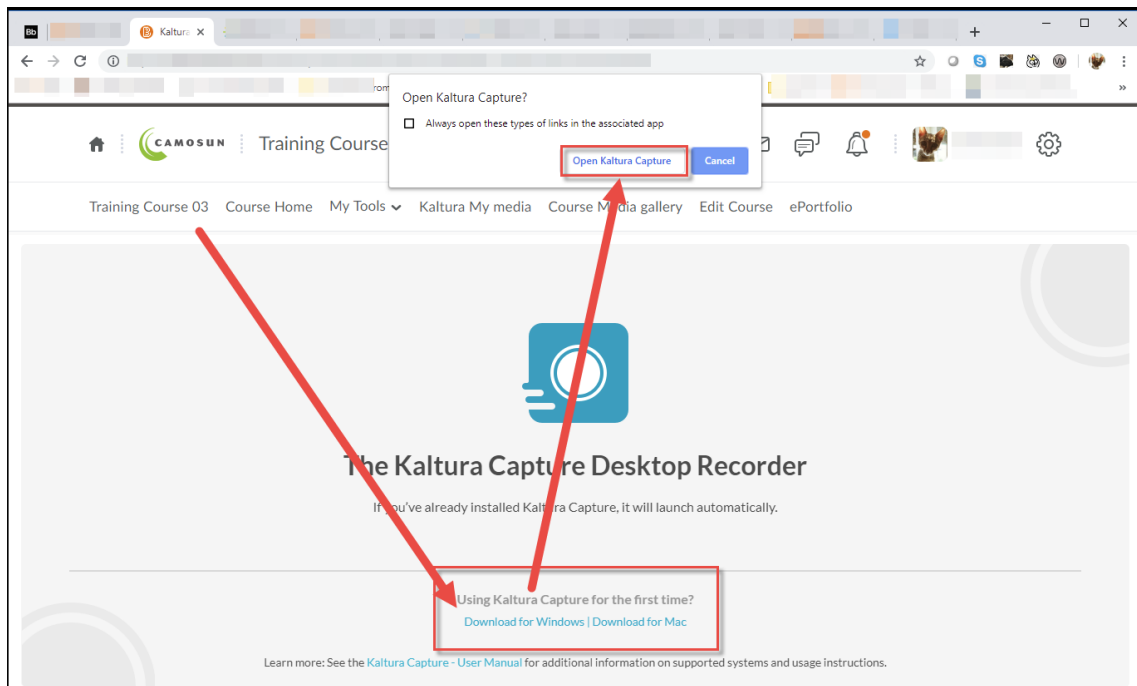 Bb
Kaltur
rom
Open Kaltura Capture?
Always open these types of links in the associated app
Open Kaltura Capture
Cancel
CAMOSUN
Training Course
Training Course 03 Course Home My Tools Kaltura My media Course Media gallery Edit Course ePortfolio
The Kaltura Capture Desktop Recorder
If you've already installed Kaltura Capture, it will launch automatically.
Using Kaltura Capture for the first time?
Download for Windows | Download for Mac
Learn more: See the Kaltura Capture - User Manual for additional information on supported systems and usage instructions.